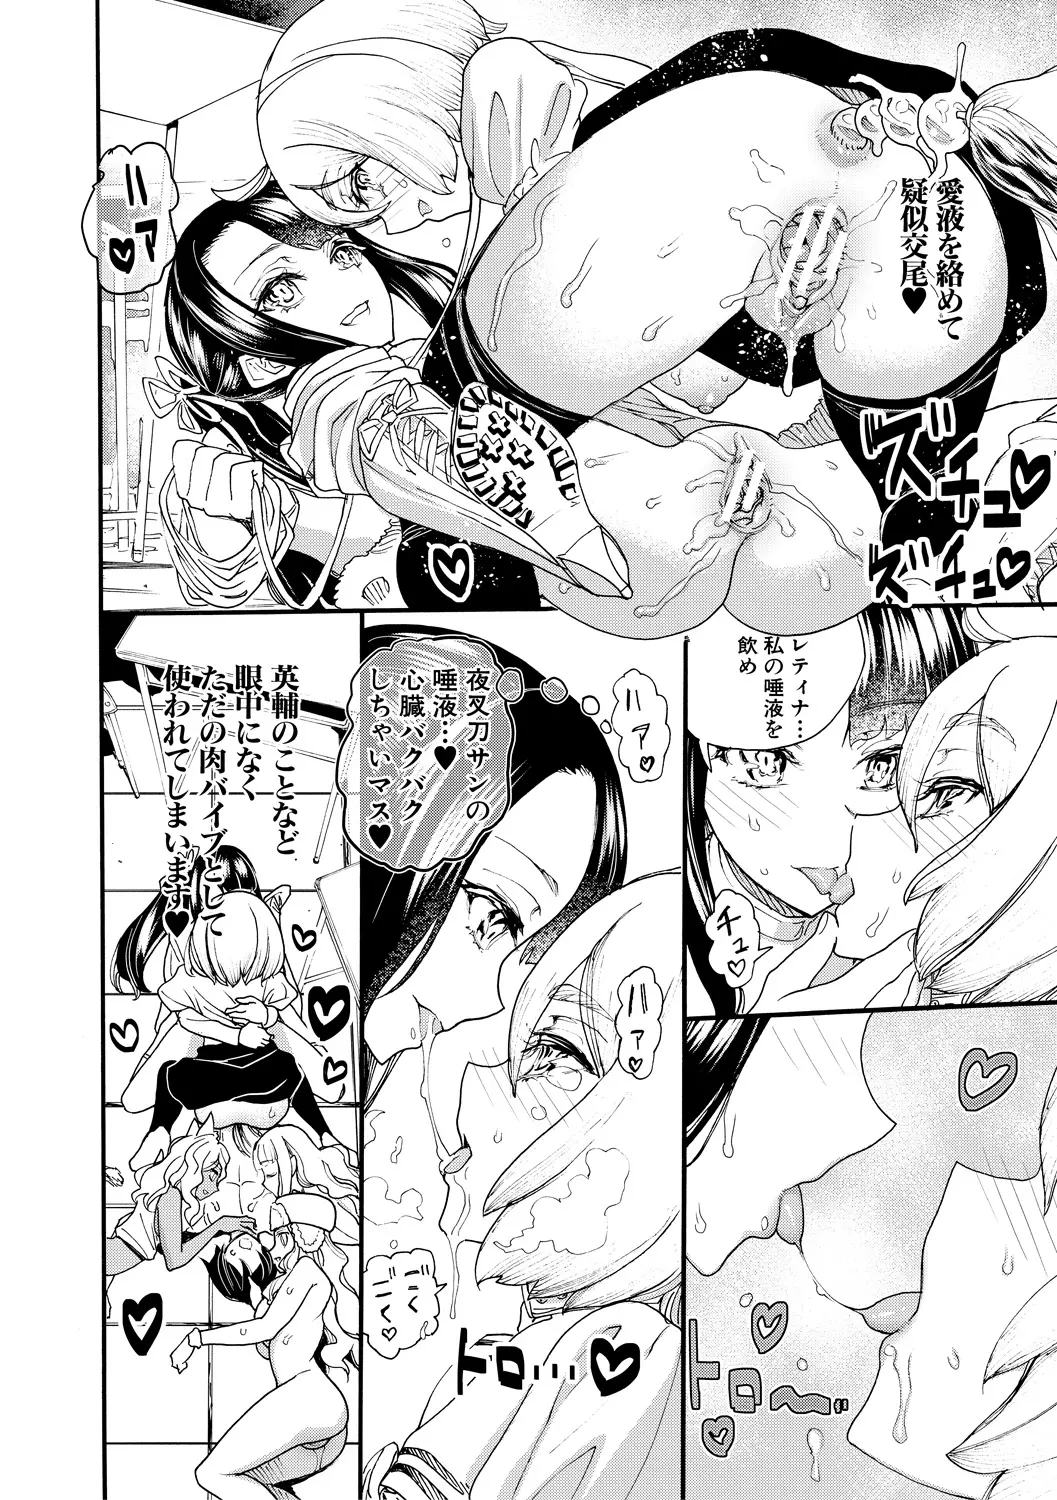 愛液を絡めて
疑似交尾♥
ハァ♥
ズチュ♡
ズチュ♡
レティナ…
私の唾液を
飲め
チュ♡
ハァ♡
夜叉刀サンの
唾液…♥
心臓バクバク
しちゃいマス♥
ハァ♡
ごく
ごく♡
トロ…♡
トロ〜♡
英輔のことなど
眼中になく
ただの肉バイブとして
使われてしまいます♥